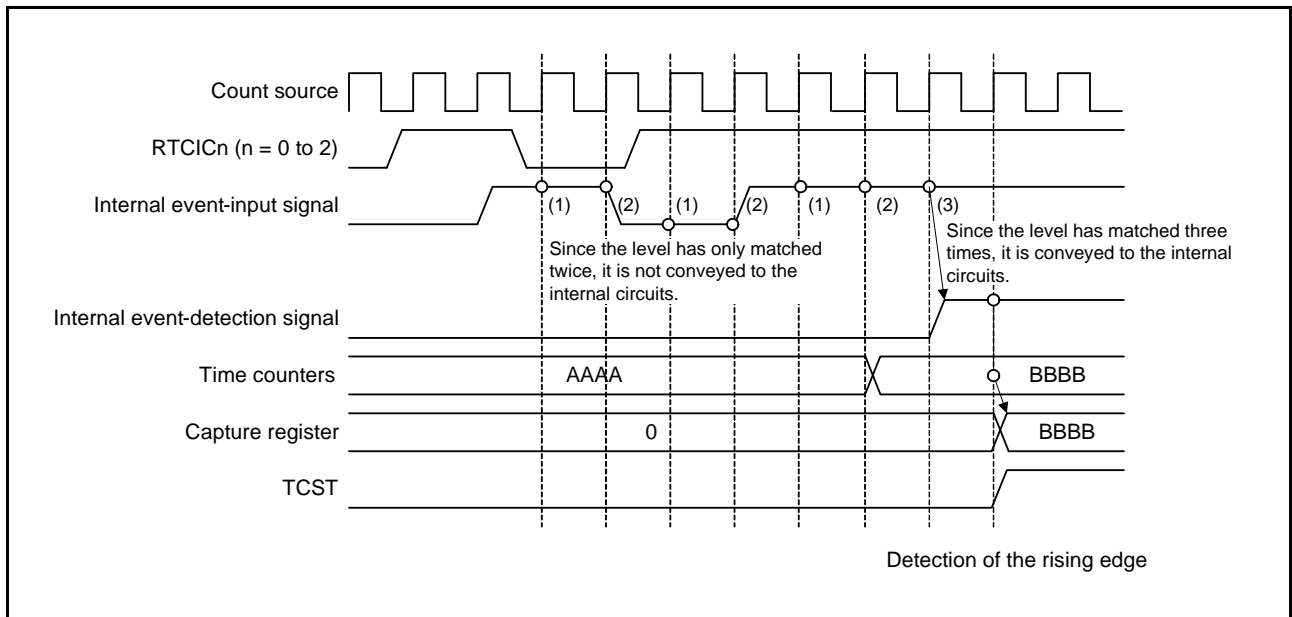 Count source
RTCICn (n = 0 to 2)
Internal event-input signal
(1)
(2)
(1)
(2)
(1)
(2)
(3)
Since the level has only matched
twice, it is not conveyed to the
internal circuits.
Since the level has matched three
times, it is conveyed to the internal
circuits.
Internal event-detection signal
Time counters
AAAA
BBBB
Capture register
0
BBBB
TCST
Detection of the rising edge